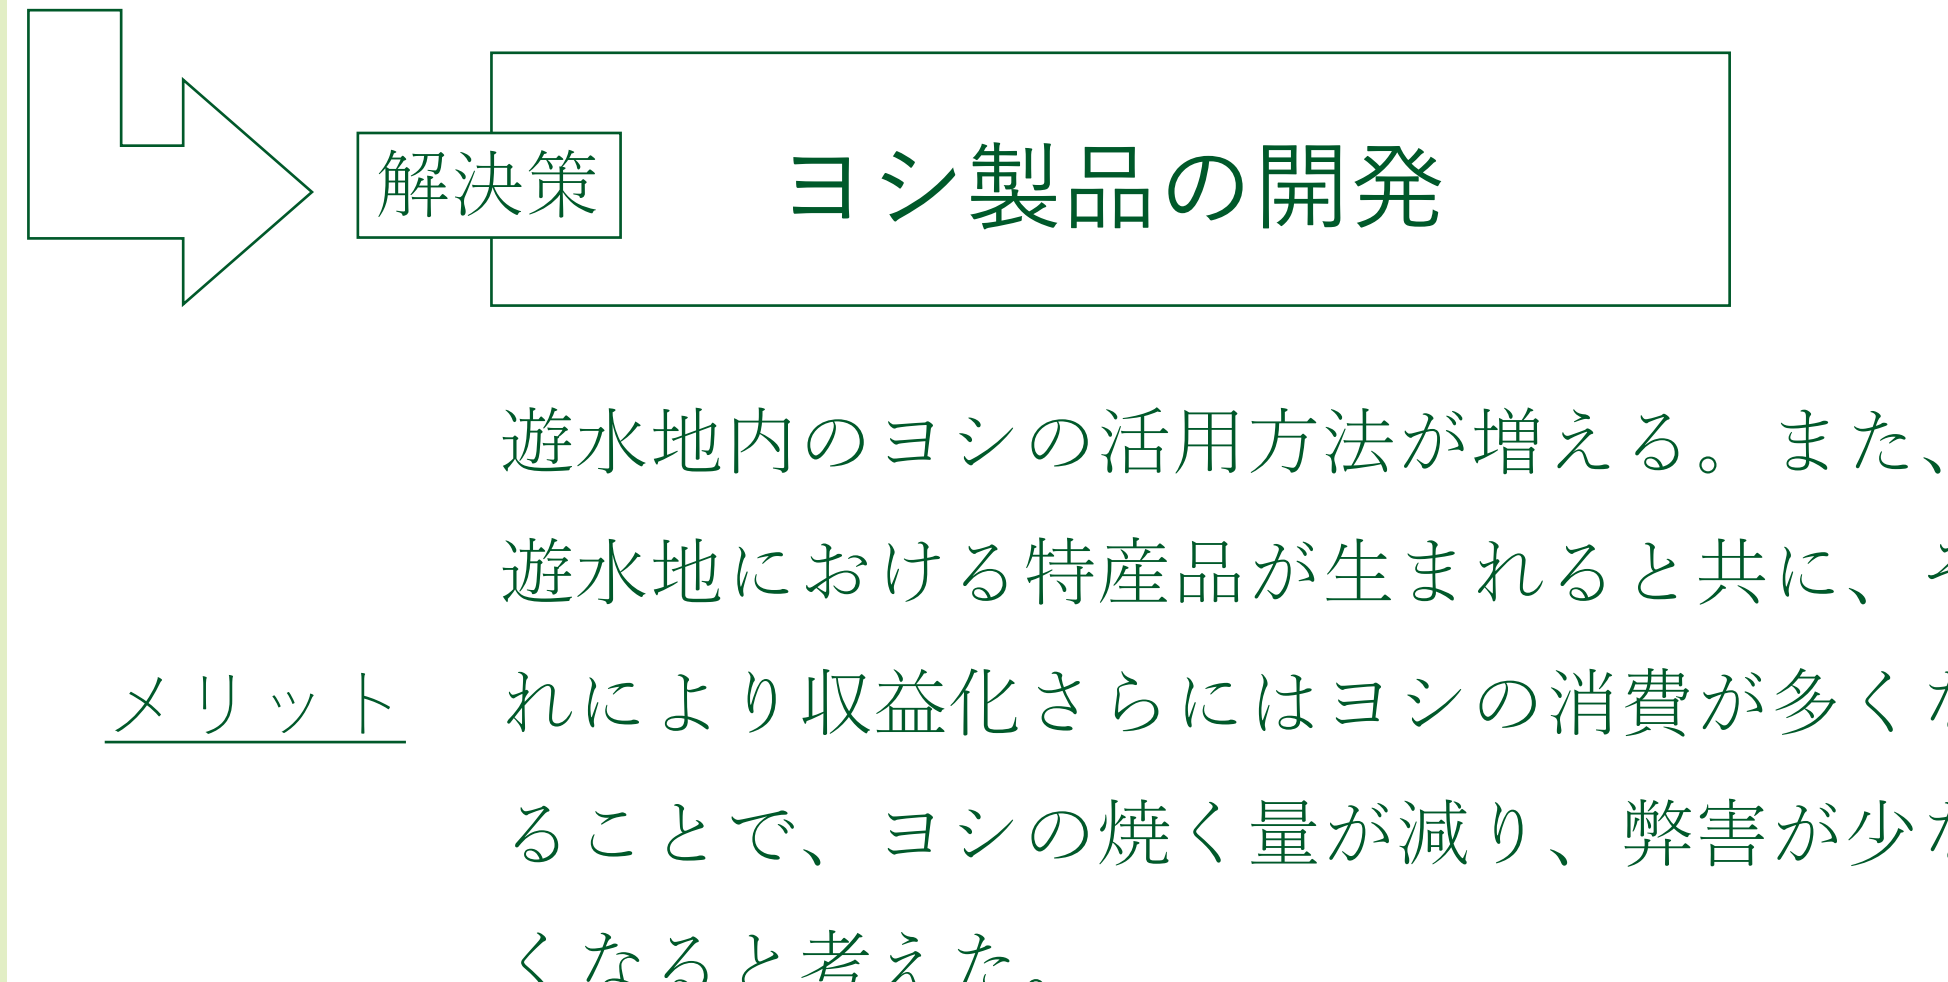 解決策
ヨシ製品の開発
遊水地内のヨシの活用方法が増える。また、
遊水地における特産品が生まれると共に、そ
メリット
れにより収益化さらにはヨシの消費が多くな
ることで、ヨシの焼く量が減り、弊害が少な
くなると考えた。